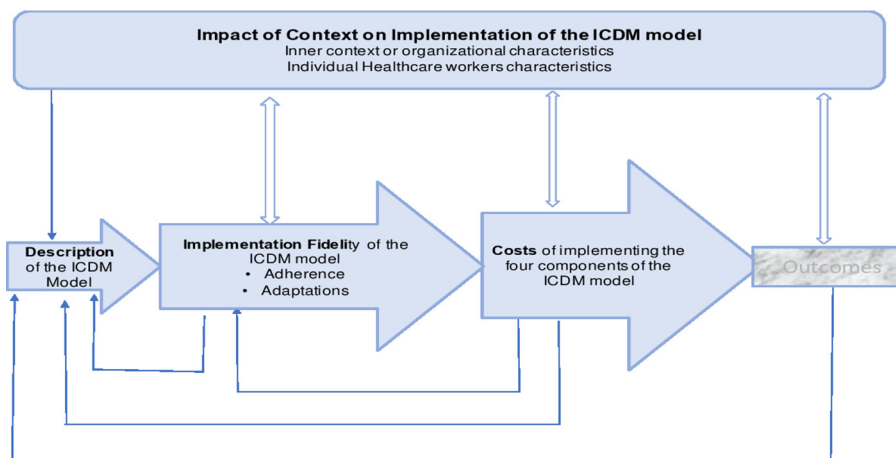 Impact of Context on Implementation of the ICDM model
Inner context or organizational characteristics
Individual Healthcare workers characteristics
Description
of the ICDM
Model
Implementation Fidelity of the
ICDM model
• Adherence
• Adaptations
Costs of implementing the
four components of the
ICDM model
Outcomes